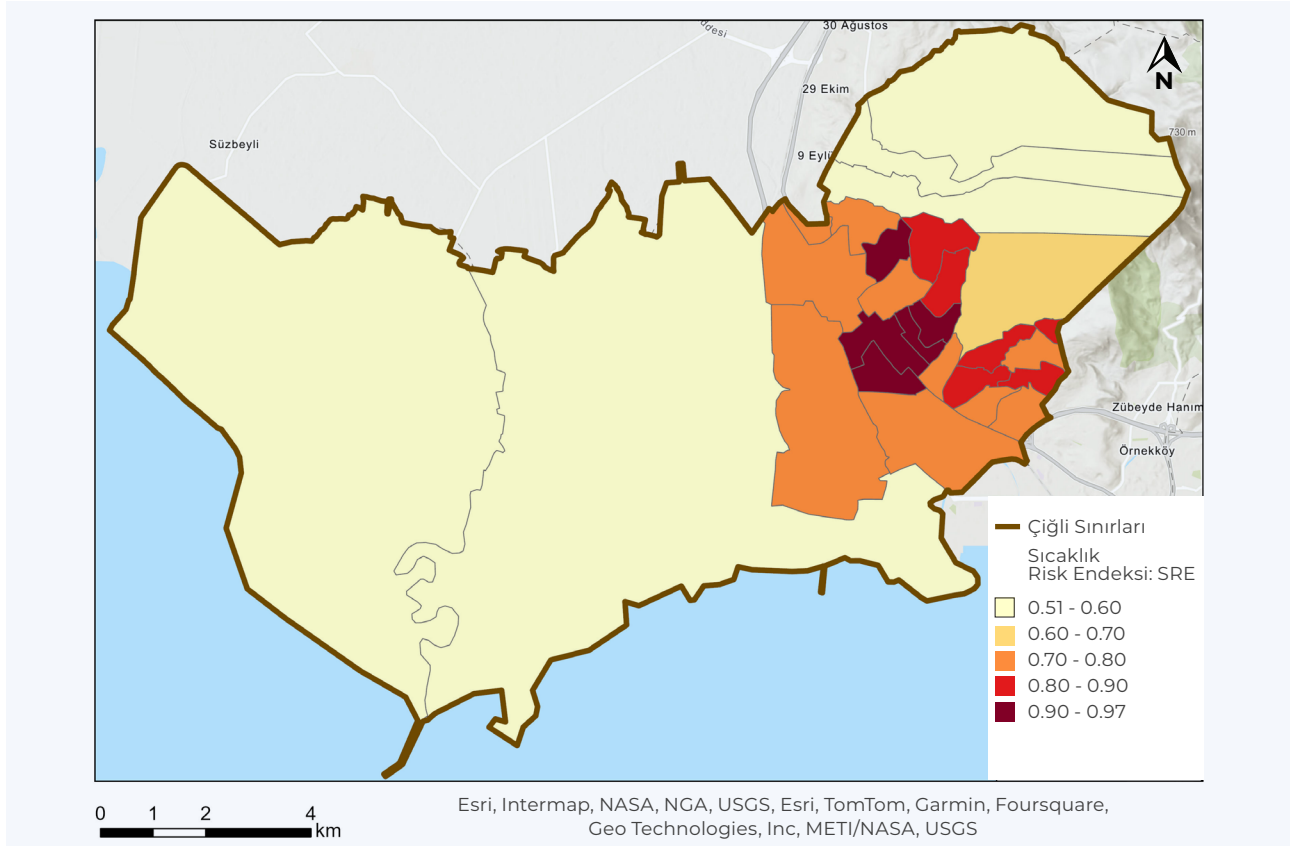 ddesi
30 Ağustos
N
29 Ekim
730 m
Süzbeyli
9 Eylü
Zübeyde Hanım
Örnekköy
Çiğli Sınırları
Sıcaklık
Risk Endeksi: SRE
0.51 - 0.60
0.60 - 0.70
0.70 - 0.80
0.80 - 0.90
0.90 - 0.97
0 1 2 4
km
Esri, Intermap, NASA, NGA, USGS, Esri, TomTom, Garmin, Foursquare,
Geo Technologies, Inc, METI/NASA, USGS